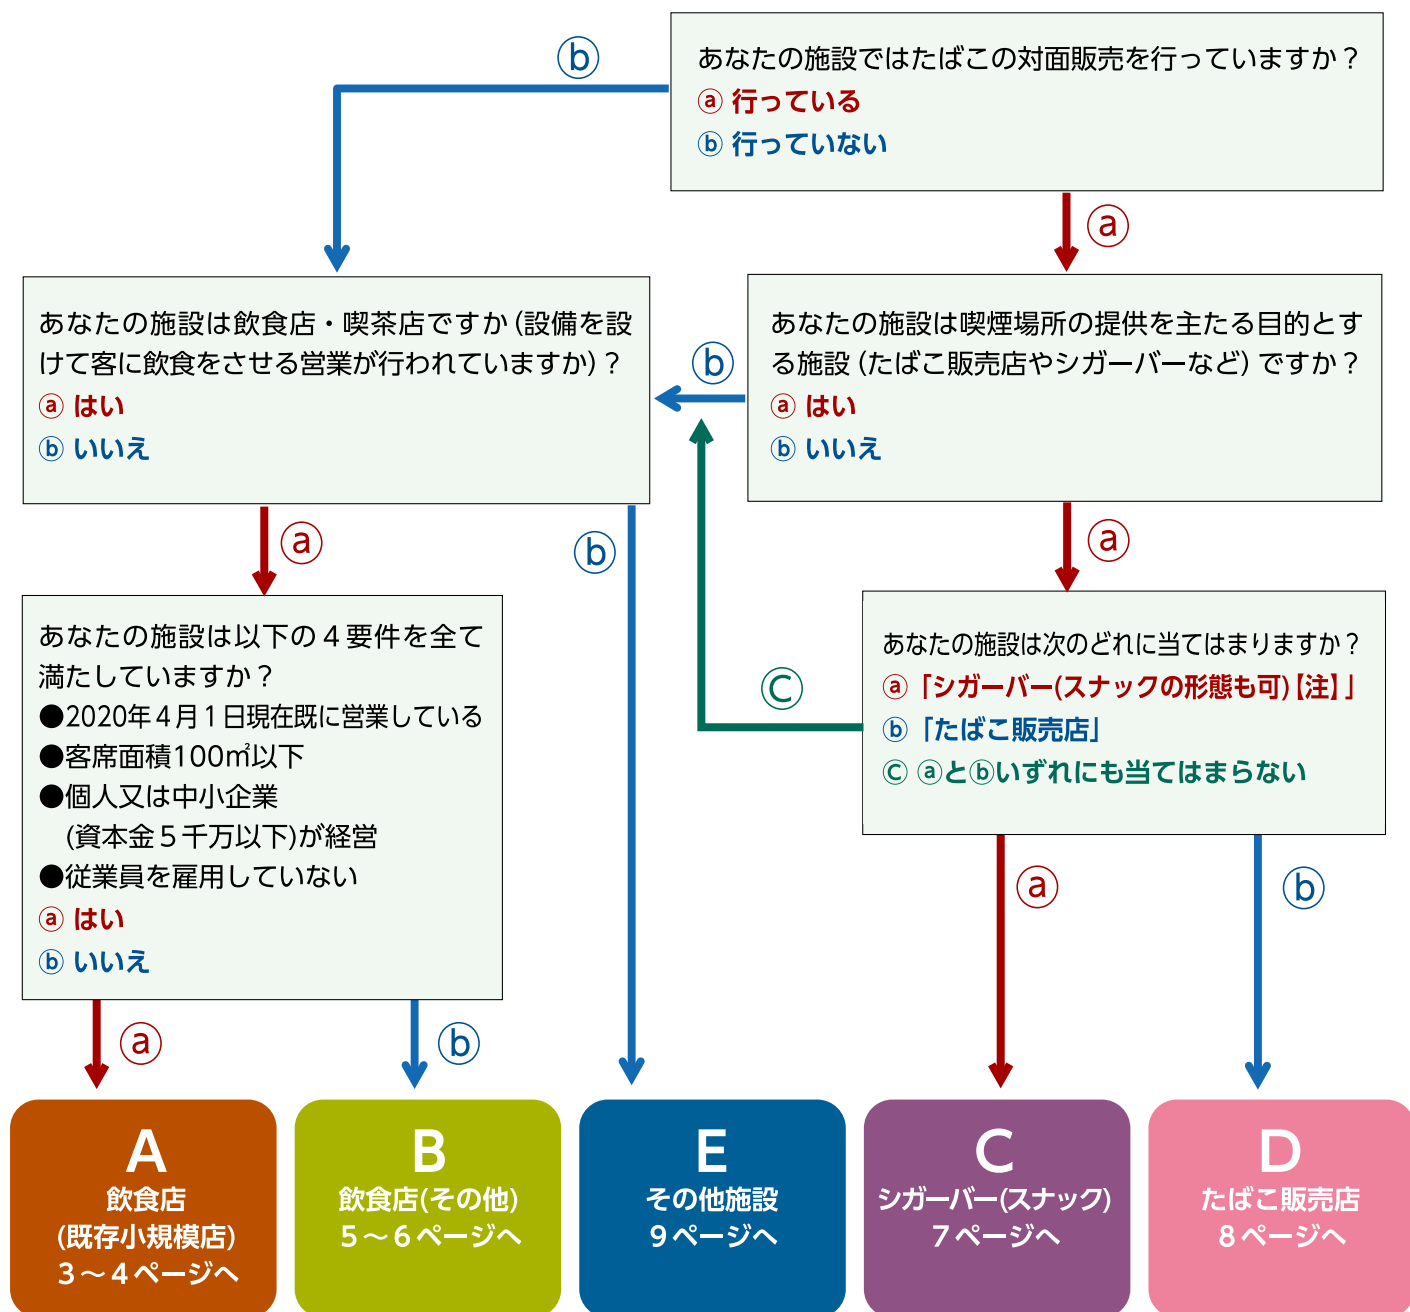 あなたの施設ではたばこの対面販売を行っていますか？
ⓐ 行っている
ⓑ 行っていない
ⓑ
ⓐ
あなたの施設は飲食店・喫茶店ですか（設備を設
けて客に飲食をさせる営業が行われていますか）？
ⓐ はい
ⓑ いいえ
ⓑ
あなたの施設は喫煙場所の提供を主たる目的とす
る施設（たばこ販売店やシガーバーなど）ですか？
ⓐ はい
ⓑ いいえ
ⓐ
ⓑ
ⓐ
あなたの施設は以下の４要件を全て
満たしていますか？
●2020年４月１日現在既に営業している
●客席面積100㎡以下
●個人又は中小企業
(資本金５千万以下)が経営
●従業員を雇用していない
ⓐ はい
ⓑ いいえ
ⓒ
あなたの施設は次のどれに当てはまりますか？
ⓐ「シガーバー(スナックの形態も可)【注】」
ⓑ「たばこ販売店」
ⓒ ⓐとⓑいずれにも当てはまらない
ⓐ
ⓑ
ⓐ
ⓑ
A
飲食店
(既存小規模店)
３～４ページへ
B
飲食店(その他)
５～６ページへ
E
その他施設
９ページへ
C
シガーバー(スナック)
７ページへ
D
たばこ販売店
８ページへ